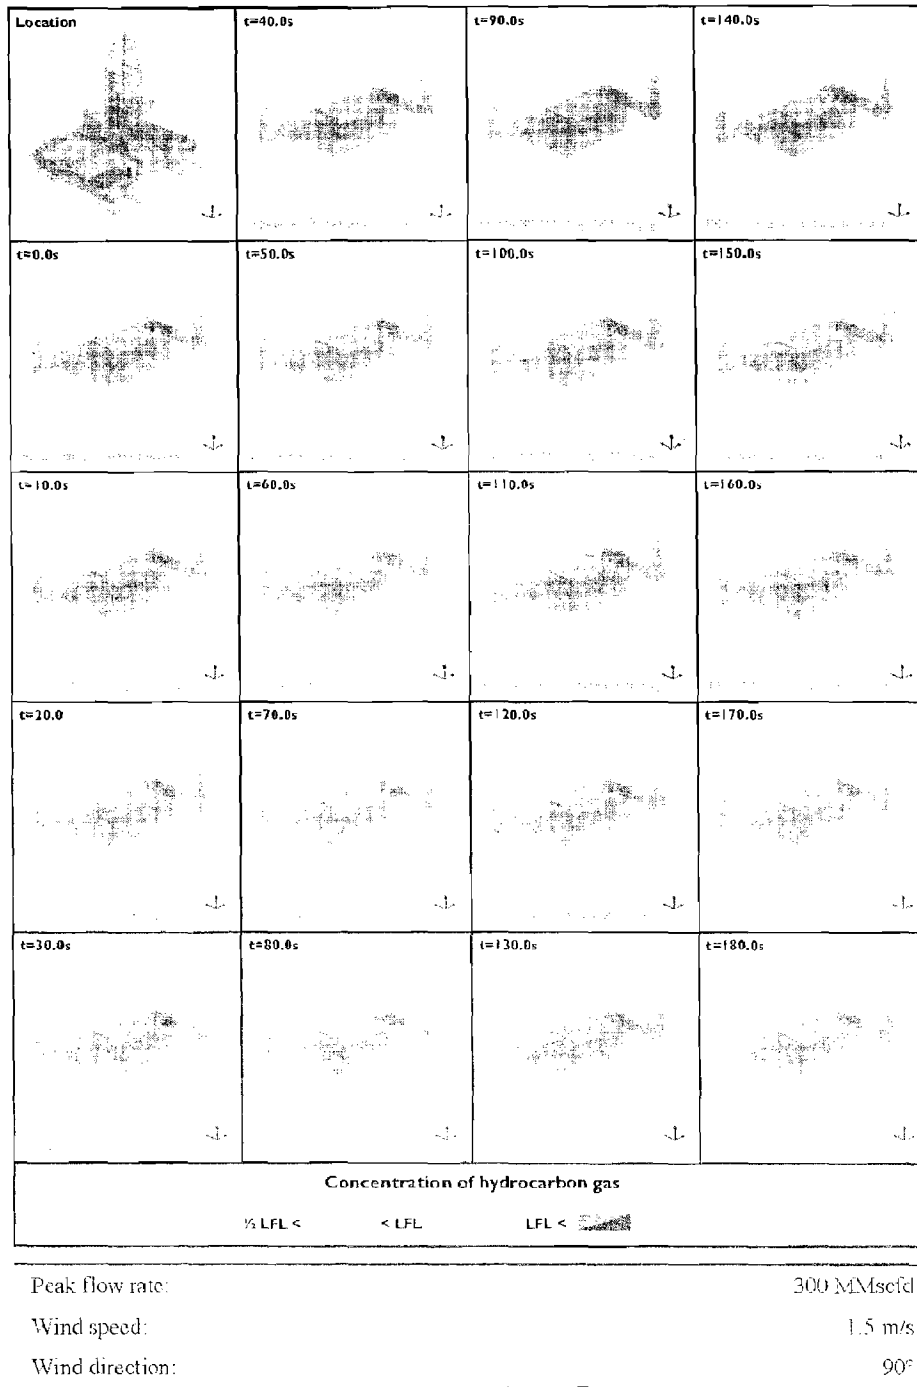 Location t=40.0s t=90.0s t=140.0s
t=0.0s t=50.0s t=100.0s t=150.0s
t=10.0s t=60.0s t=110.0s t=160.0s
t=20.0 t=70.0s t=120.0s t=170.0s
t=30.0s t=80.0s t=130.0s t=180.0s
Concentration of hydrocarbon gas
½ LFL < < LFL LFL <
Peak flow rate: 300 MMscfd
Wind speed: 1.5 m/s
Wind direction: 90°